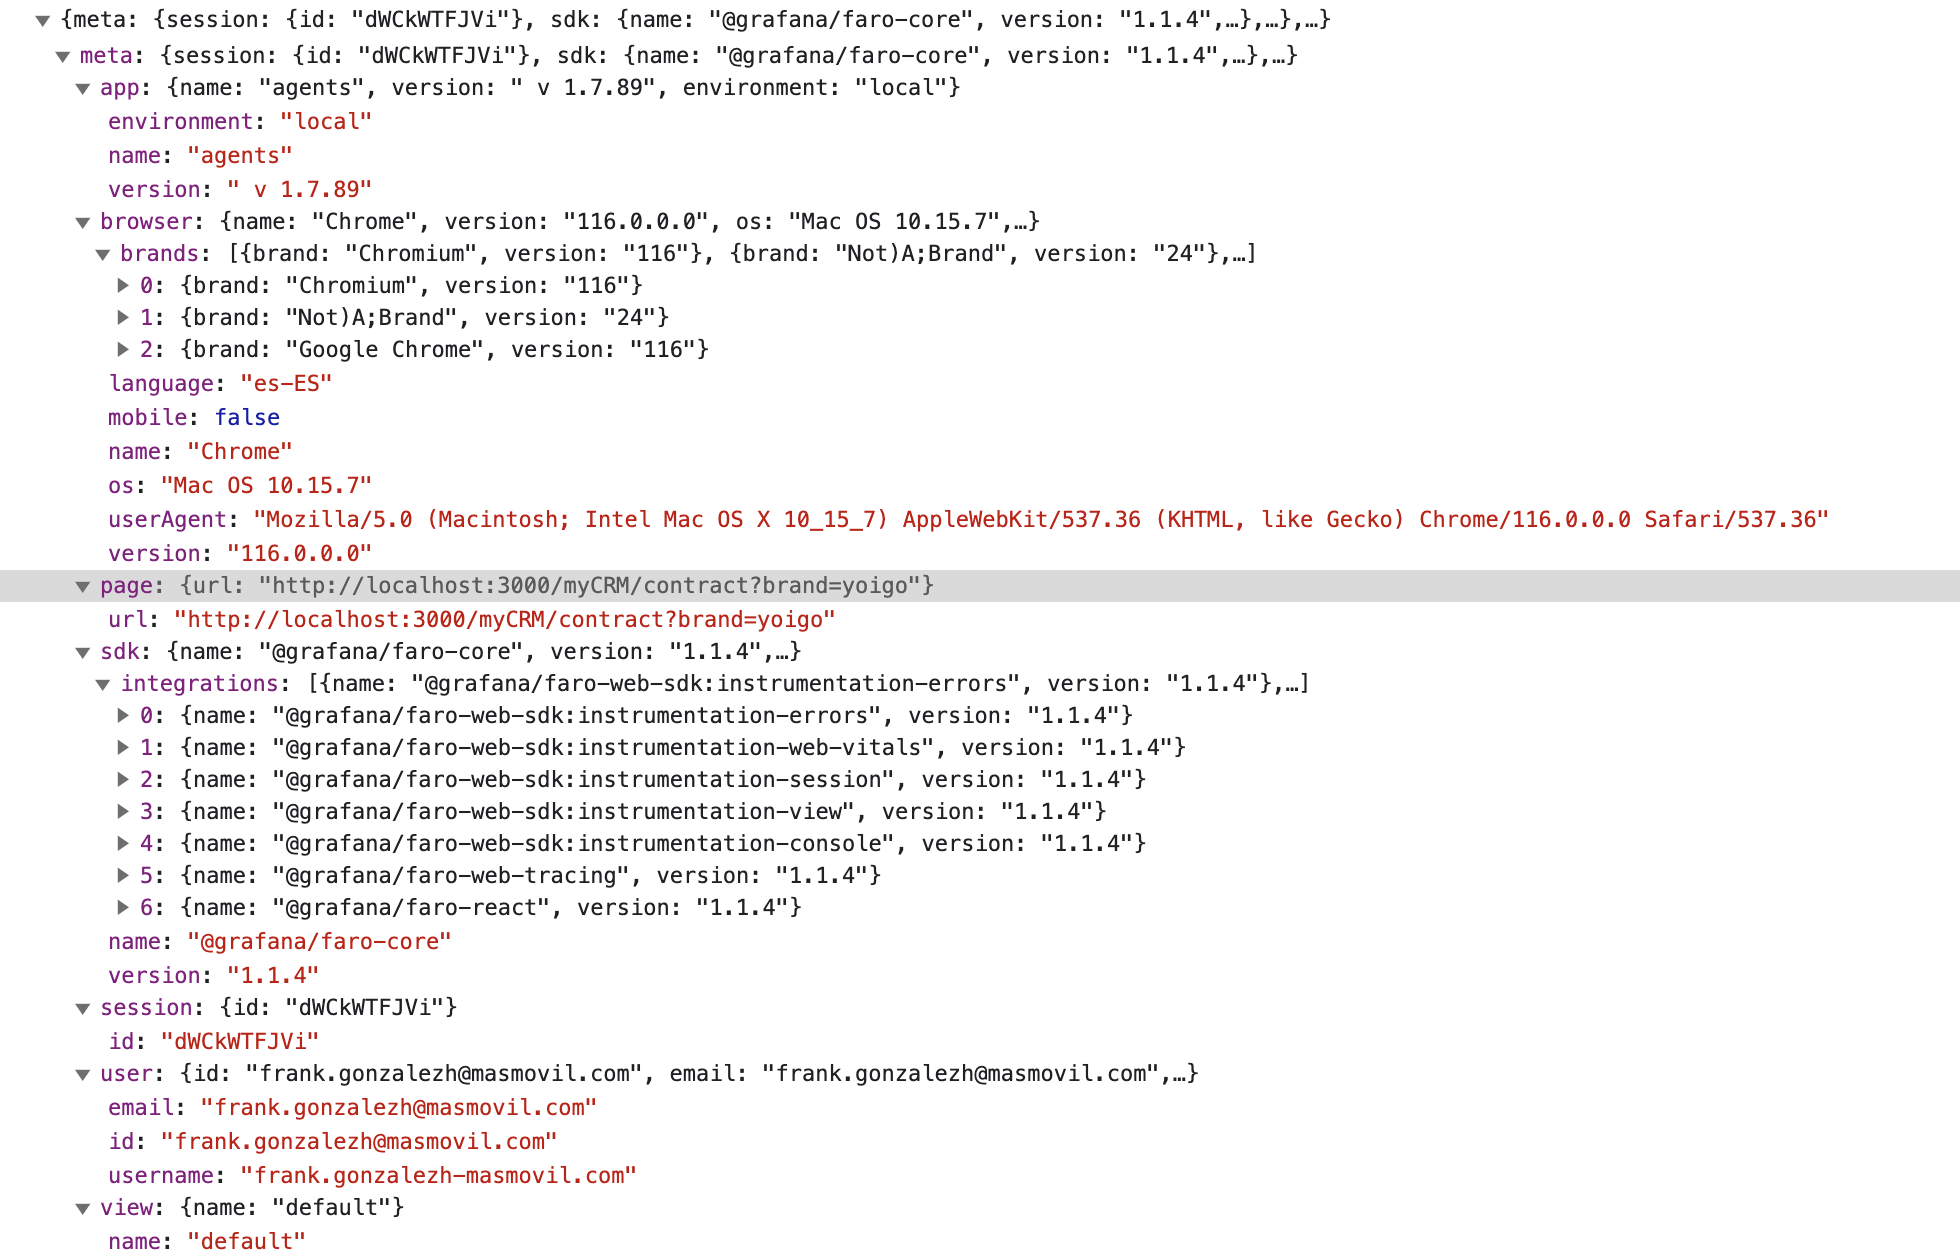 {meta: {session: {id: "dWCkWTFJVi"}, sdk: {name: "@grafana/faro-core", version: "1.1.4",…},…},…}
meta: {session: {id: "dWCkWTFJVi"}, sdk: {name: "@grafana/faro-core", version: "1.1.4",…},…}
app: {name: "agents", version: " v 1.7.89", environment: "local"}
environment: "local"
name: "agents"
version: " v 1.7.89"
browser: {name: "Chrome", version: "116.0.0.0", os: "Mac OS 10.15.7",…}
brands: [{brand: "Chromium", version: "116"}, {brand: "Not)A;Brand", version: "24"},…]
0: {brand: "Chromium", version: "116"}
1: {brand: "Not)A;Brand", version: "24"}
2: {brand: "Google Chrome", version: "116"}
language: "es-ES"
mobile: false
name: "Chrome"
os: "Mac OS 10.15.7"
userAgent: "Mozilla/5.0 (Macintosh; Intel Mac OS X 10_15_7) AppleWebKit/537.36 (KHTML, like Gecko) Chrome/116.0.0.0 Safari/537.36"
version: "116.0.0.0"
page: {url: "http://localhost:3000/myCRM/contract?brand=yoigo"}
url: "http://localhost:3000/myCRM/contract?brand=yoigo"
sdk: {name: "@grafana/faro-core", version: "1.1.4",…}
integrations: [{name: "@grafana/faro-web-sdk:instrumentation-errors", version: "1.1.4"},…]
0: {name: "@grafana/faro-web-sdk:instrumentation-errors", version: "1.1.4"}
1: {name: "@grafana/faro-web-sdk:instrumentation-web-vitals", version: "1.1.4"}
2: {name: "@grafana/faro-web-sdk:instrumentation-session", version: "1.1.4"}
3: {name: "@grafana/faro-web-sdk:instrumentation-view", version: "1.1.4"}
4: {name: "@grafana/faro-web-sdk:instrumentation-console", version: "1.1.4"}
5: {name: "@grafana/faro-web-tracing", version: "1.1.4"}
6: {name: "@grafana/faro-react", version: "1.1.4"}
name: "@grafana/faro-core"
version: "1.1.4"
session: {id: "dWCkWTFJVi"}
id: "dWCkWTFJVi"
user: {id: "frank.gonzalezh@masmovil.com", email: "frank.gonzalezh@masmovil.com",…}
email: "frank.gonzalezh@masmovil.com"
id: "frank.gonzalezh@masmovil.com"
username: "frank.gonzalezh-masmovil.com"
view: {name: "default"}
name: "default"